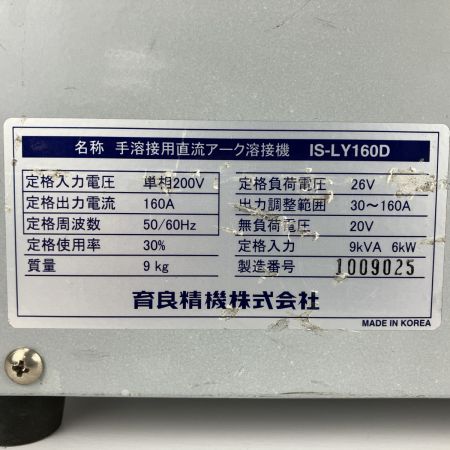 名称 手溶接用直流アーク溶接機 IS-LY160D
定格入力電圧 単相200V
定格出力電流 160A
定格周波数 50/60Hz
定格使用率 30%
質量 9 kg
定格負荷電圧 26V
出力調整範囲 30～160A
無負荷電圧 20V
定格入力 9kVA 6kW
製造番号 1009025
育良精機株式会社
MADE IN KOREA